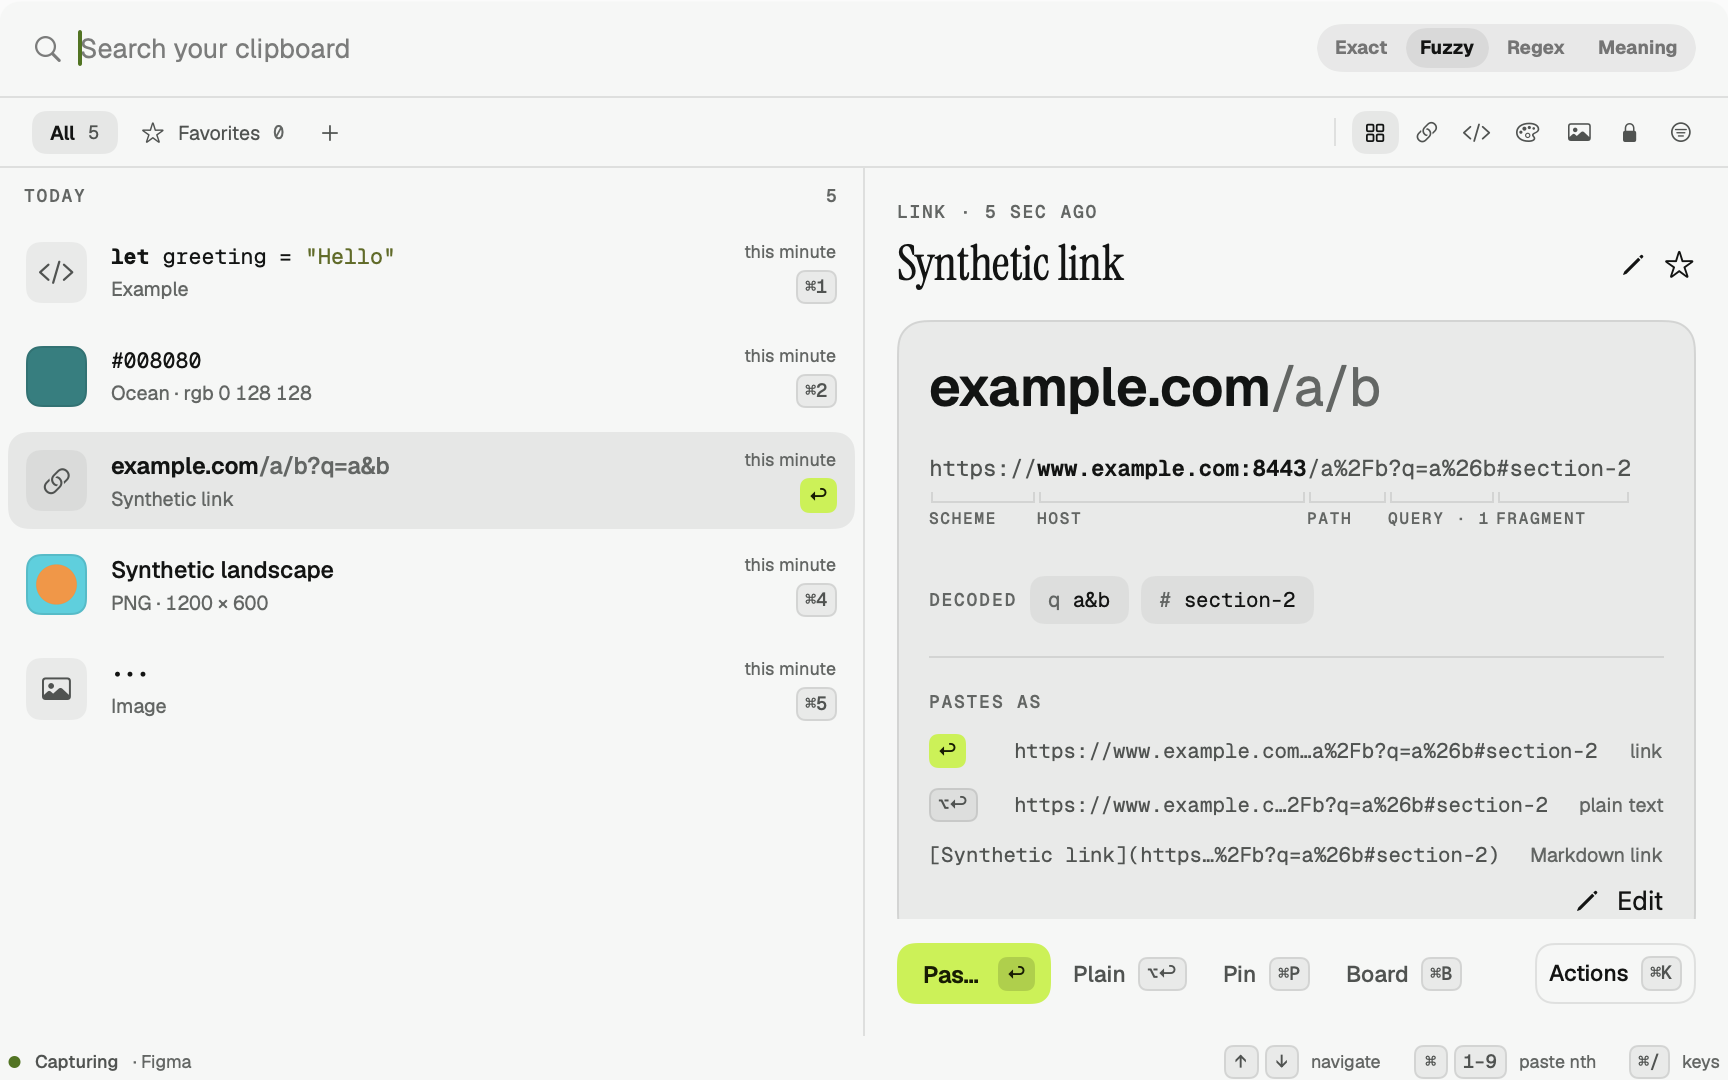 Search your clipboard
Exact Fuzzy Regex Meaning
All 5 Favorites 0 +
TODAY 5
let greeting = "Hello"
Example
this minute
⌘1
#008080
Ocean · rgb 0 128 128
this minute
⌘2
example.com/a/b?q=a&b
Synthetic link
this minute
Synthetic landscape
PNG · 1200 × 600
this minute
⌘4
...
Image
this minute
⌘5
LINK · 5 SEC AGO
Synthetic link
example.com/a/b
https://www.example.com:8443/a%2Fb?q=a%26b#section-2
SCHEME HOST PATH QUERY · 1 FRAGMENT
DECODED q a&b # section-2
PASTES AS
↩ https://www.example.com…a%2Fb?q=a%26b#section-2 link
⌥↩ https://www.example.c…2Fb?q=a%26b#section-2 plain text
[Synthetic link](https…%2Fb?q=a%26b#section-2) Markdown link
Edit
Pas… ↩ Plain ⌥↩ Pin ⌘P Board ⌘B Actions ⌘K
Capturing · Figma
↑ ↓ navigate ⌘ 1-9 paste nth ⌘/ keys